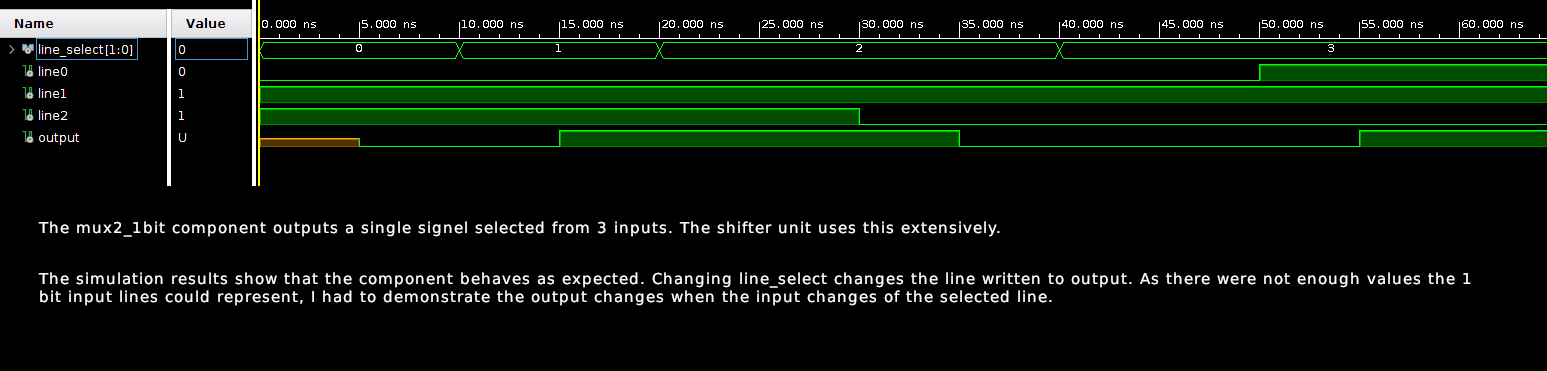 Name Value 0.000 ns 5.000 ns 10.000 ns 15.000 ns 20.000 ns 25.000 ns 30.000 ns 35.000 ns 40.000 ns 45.000 ns 50.000 ns 55.000 ns 60.000 ns
line_select[1:0] 0 0 1 2 3
line0 0
line1 1
line2 1
output U
The mux2_1bit component outputs a single signel selected from 3 inputs. The shifter unit uses this extensively.
The simulation results show that the component behaves as expected. Changing line_select changes the line written to output. As there were not enough values the 1
bit input lines could represent, I had to demonstrate the output changes when the input changes of the selected line.